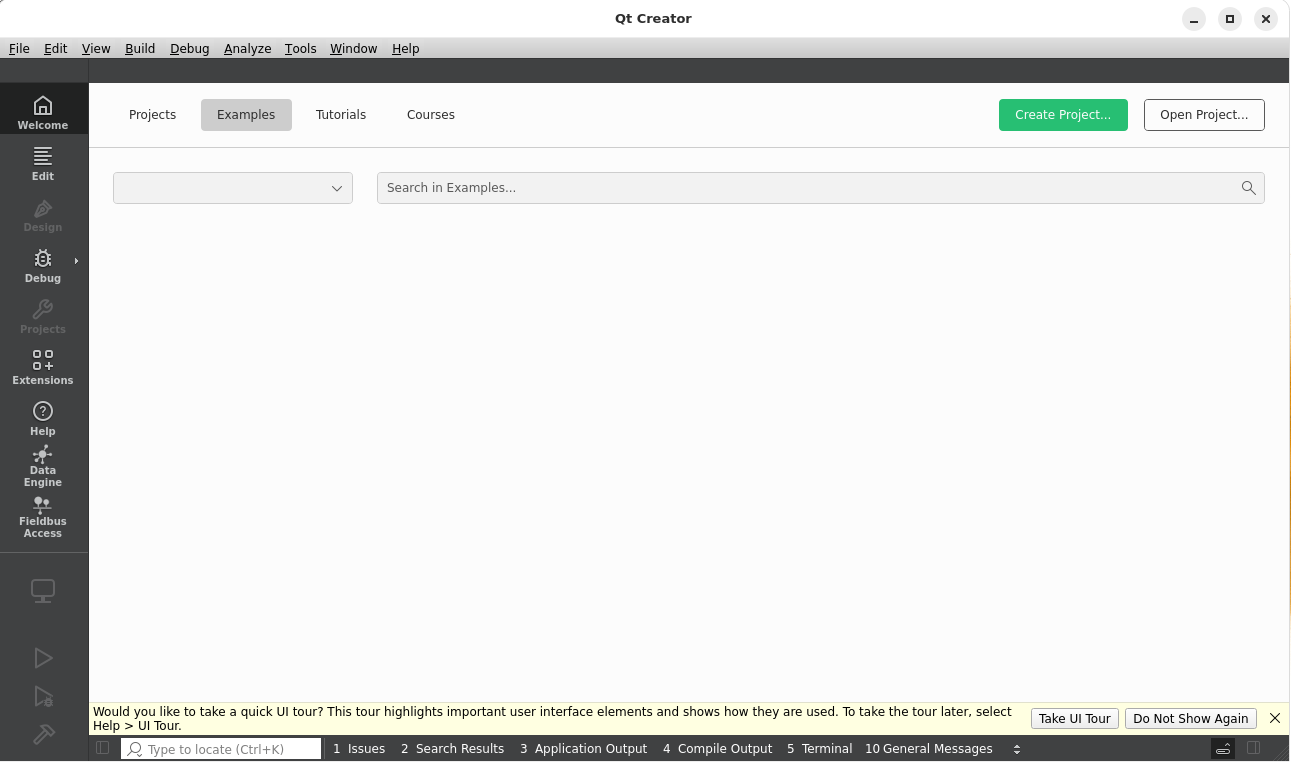 Qt Creator
File Edit View Build Debug Analyze Tools Window Help
Projects Examples Tutorials Courses Create Project... Open Project...
Search in Examples...
Welcome
Edit
Design
Debug
Projects
Extensions
?
Help
Data
Engine
Fieldbus
Access
Would you like to take a quick UI tour? This tour highlights important user interface elements and shows how they are used. To take the tour later, select
Help > UI Tour.
Take UI Tour Do Not Show Again
Type to locate (Ctrl+K) 1 Issues 2 Search Results 3 Application Output 4 Compile Output 5 Terminal 10 General Messages